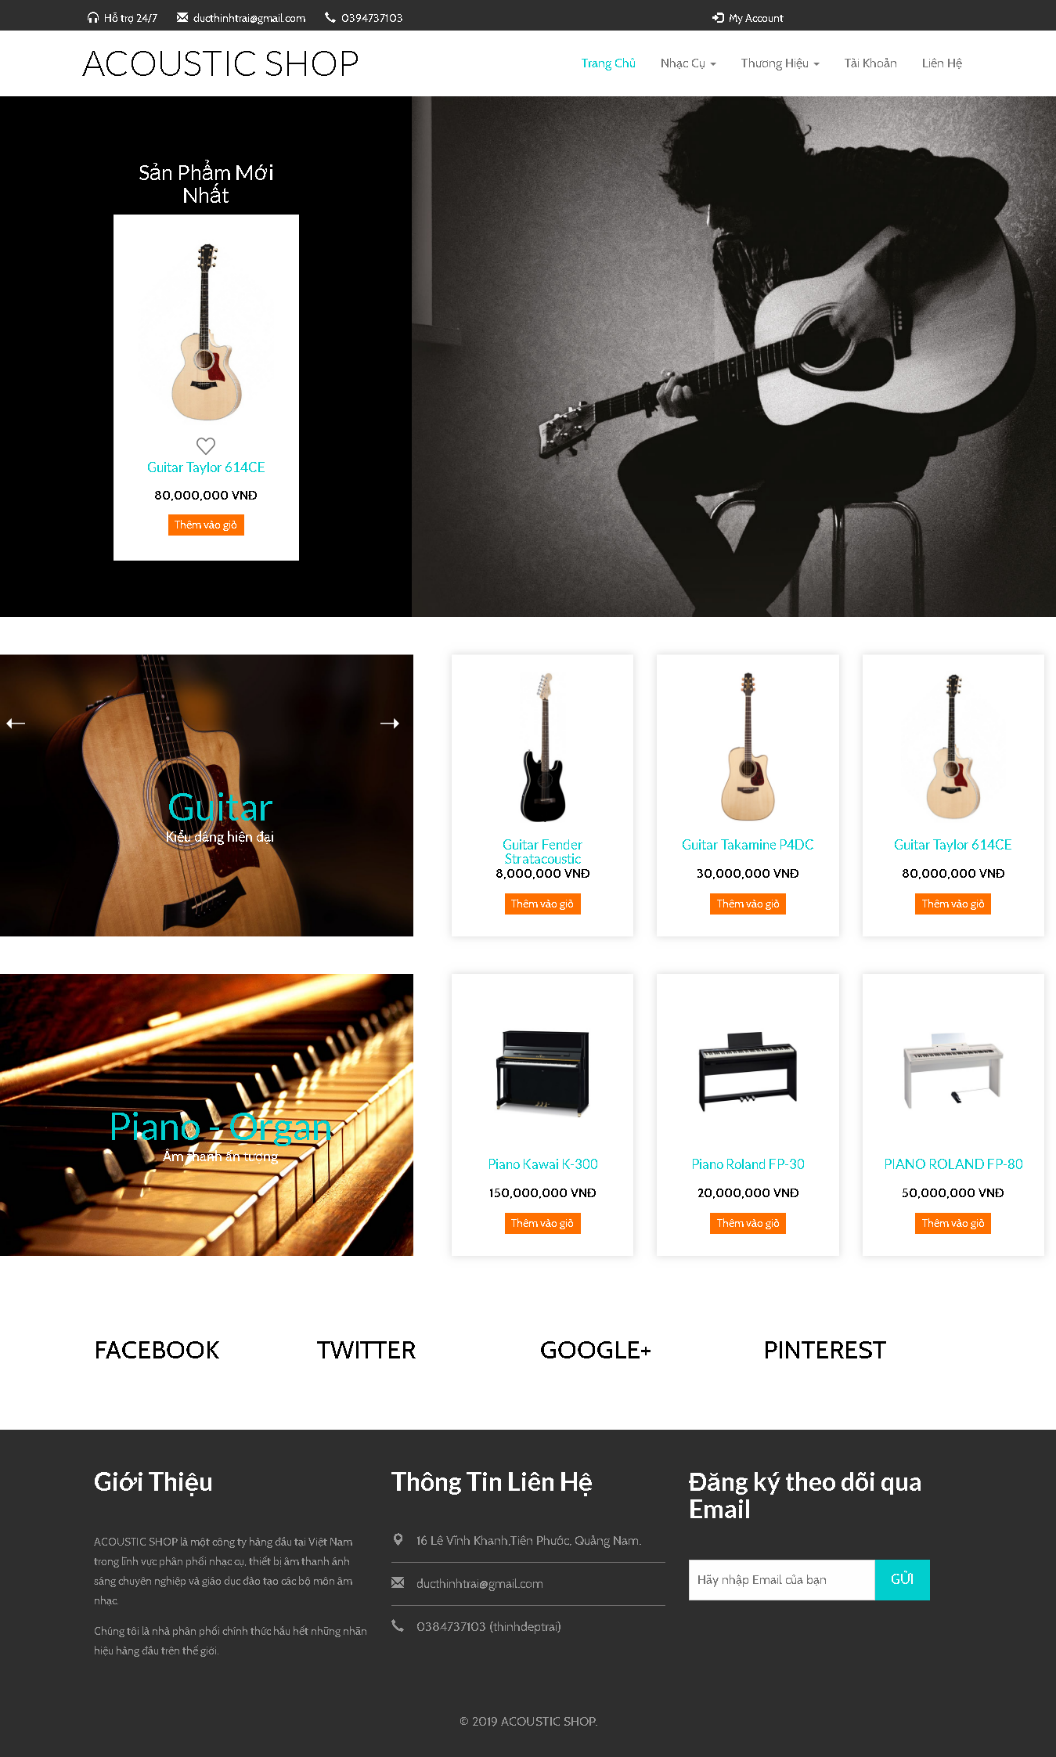 Hỗ trợ 24/7 ducthinhtrai@gmail.com 0394737103 My Account
ACOUSTIC SHOP
Trang Chủ Nhạc Cụ Thương Hiệu Tài Khoản Liên Hệ
Sản Phẩm Mới
Nhất
Guitar Taylor 614CE
80,000,000 VNĐ
Thêm vào giỏ
Guitar
Kiểu dáng hiện đại
Guitar Fender
Stratacoustic
8,000,000 VNĐ
Thêm vào giỏ
Guitar Takamine P4DC
30,000,000 VNĐ
Thêm vào giỏ
Guitar Taylor 614CE
80,000,000 VNĐ
Thêm vào giỏ
Piano - Organ
Âm thanh ấn tượng
Piano Kawai K-300
150,000,000 VNĐ
Thêm vào giỏ
Piano Roland FP-30
20,000,000 VNĐ
Thêm vào giỏ
PIANO ROLAND FP-80
50,000,000 VNĐ
Thêm vào giỏ
FACEBOOK TWITTER GOOGLE+ PINTEREST
Giới Thiệu
ACOUSTIC SHOP là một công ty hàng đầu tại Việt Nam
trong lĩnh vực phân phối nhạc cụ, thiết bị âm thanh ánh
sáng chuyên nghiệp và giáo dục đào tạo các bộ môn âm
nhạc.
Chúng tôi là nhà phân phối chính thức hầu hết những nhãn
hiệu hàng đầu trên thế giới.
Thông Tin Liên Hệ
16 Lê Vĩnh Khanh,Tiên Phước, Quảng Nam.
ducthinhtrai@gmail.com
0384737103 (thinhdeptrai)
Đăng ký theo dõi qua
Email
Hãy nhập Email của bạn GỬI
© 2019 ACOUSTIC SHOP.